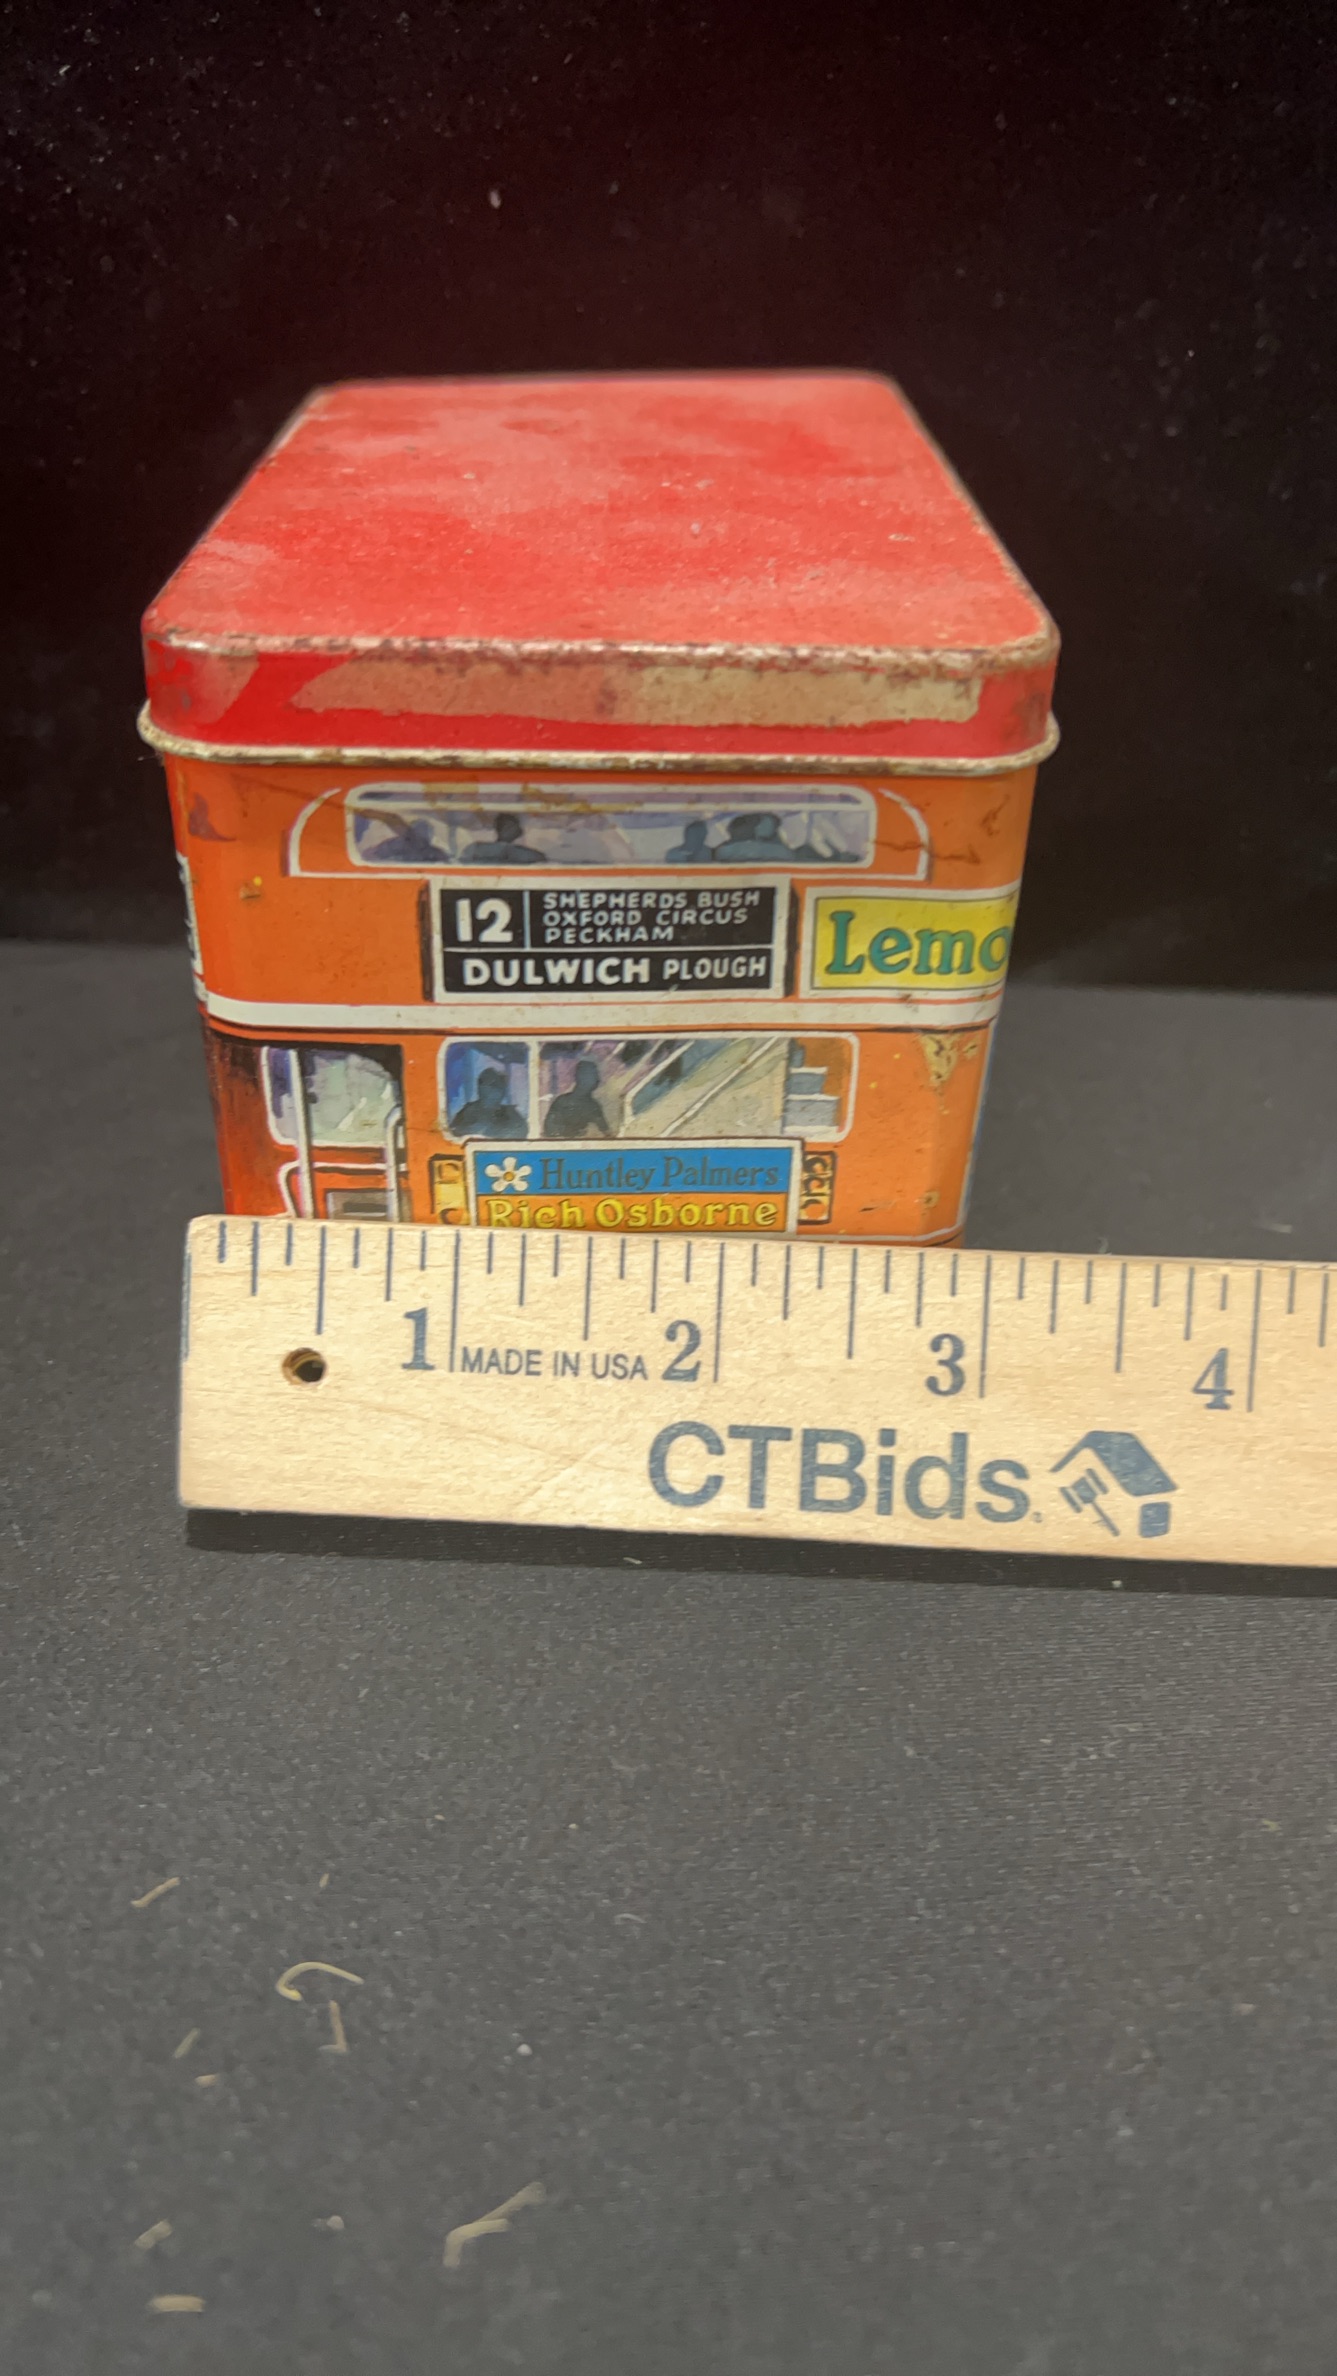 12
SHEPHERDS BUSH
OXFORD CIRCUS
PECKHAM
DULWICH PLOUGH
Lemo
Huntley Palmers
Rich Osborne
1 MADE IN USA 2 3 4
CTBids.